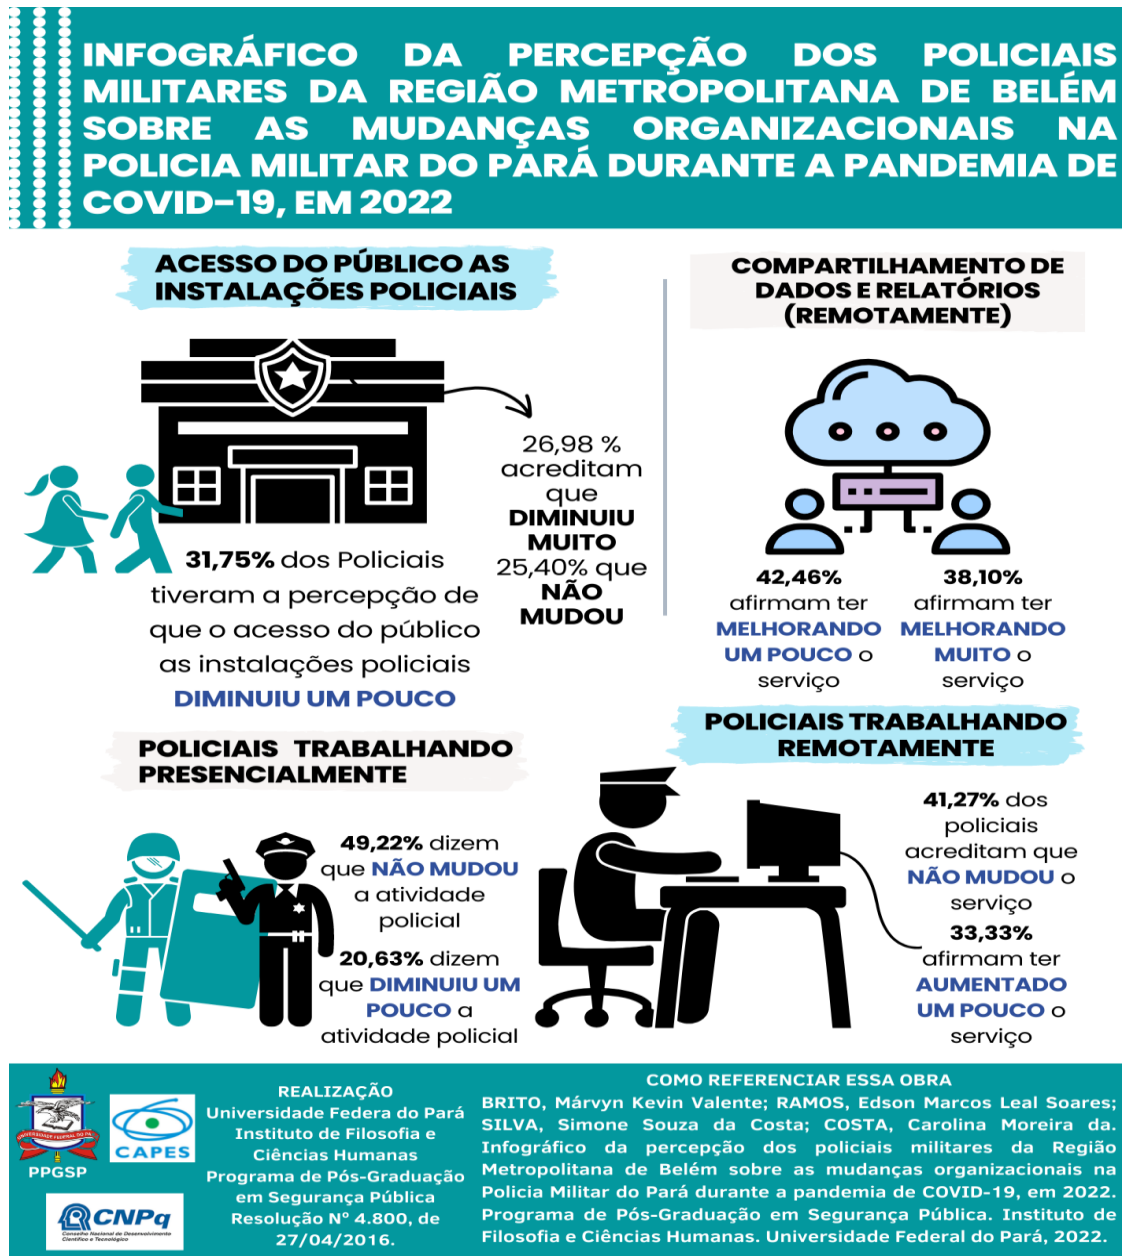 INFOGRÁFICO DA PERCEPÇÃO DOS POLICIAIS
MILITARES DA REGIÃO METROPOLITANA DE BELÉM
SOBRE AS MUDANÇAS ORGANIZACIONAIS NA
POLICIA MILITAR DO PARÁ DURANTE A PANDEMIA DE
COVID-19, EM 2022
ACESSO DO PÚBLICO AS
INSTALAÇÕES POLICIAIS
26,98 %
acreditam
que
DIMINUIU
MUITO
25,40% que
NÃO
MUDOU
31,75% dos Policiais
tiveram a percepção de
que o acesso do público
as instalações policiais
DIMINUIU UM POUCO
COMPARTILHAMENTO DE
DADOS E RELATÓRIOS
(REMOTAMENTE)
42,46%
afirmam ter
MELHORANDO
UM POUCO o
serviço
38,10%
afirmam ter
MELHORANDO
MUITO o
serviço
POLICIAIS TRABALHANDO
PRESENCIALMENTE
49,22% dizem
que NÃO MUDOU
a atividade
policial
20,63% dizem
que DIMINUIU UM
POUCO a
atividade policial
POLICIAIS TRABALHANDO
REMOTAMENTE
41,27% dos
policiais
acreditam que
NÃO MUDOU o
serviço
33,33%
afirmam ter
AUMENTADO
UM POUCO o
serviço
UNIVERSIDADE FEDERAL DO PA
PPGSP
CAPES
CNPq
Conselho Nacional de Desenvolvimento
Científico e Tecnológico
REALIZAÇÃO
Universidade Federa do Pará
Instituto de Filosofia e
Ciências Humanas
Programa de Pós-Graduação
em Segurança Pública
Resolução Nº 4.800, de
27/04/2016.
COMO REFERENCIAR ESSA OBRA
BRITO, Márvyn Kevin Valente; RAMOS, Edson Marcos Leal Soares;
SILVA, Simone Souza da Costa; COSTA, Carolina Moreira da.
Infográfico da percepção dos policiais militares da Região
Metropolitana de Belém sobre as mudanças organizacionais na
Policia Militar do Pará durante a pandemia de COVID-19, em 2022.
Programa de Pós-Graduação em Segurança Pública. Instituto de
Filosofia e Ciências Humanas. Universidade Federal do Pará, 2022.